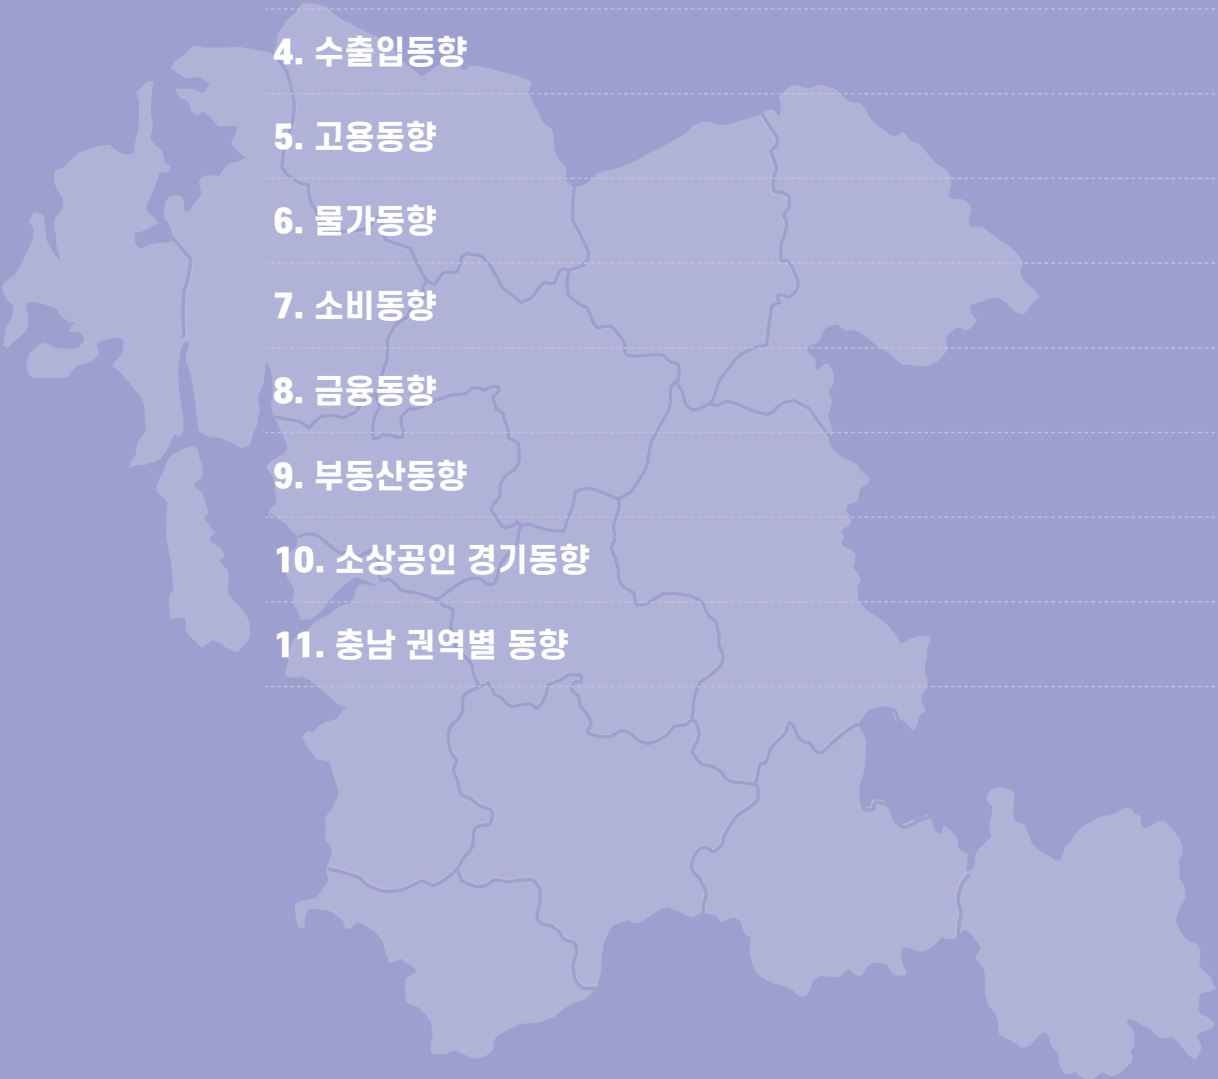 4. 수출입동향
5. 고용동향
6. 물가동향
7. 소비동향
8. 금융동향
9. 부동산동향
10. 소상공인 경기동향
11. 충남 권역별 동향